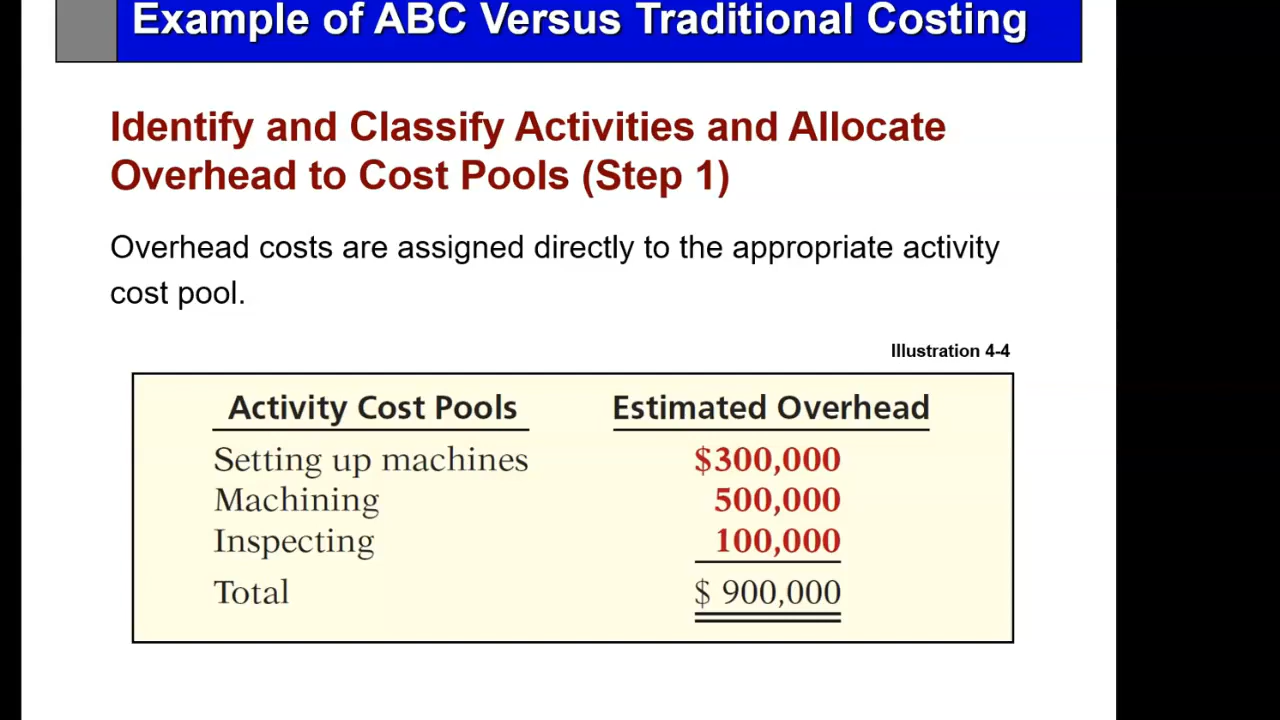 Example of ABC Versus Traditional Costing
Identify and Classify Activities and Allocate
Overhead to Cost Pools (Step 1)
Overhead costs are assigned directly to the appropriate activity
cost pool.
Illustration 4-4
Activity Cost Pools Estimated Overhead
Setting up machines $300,000
Machining 500,000
Inspecting 100,000
Total $ 900,000